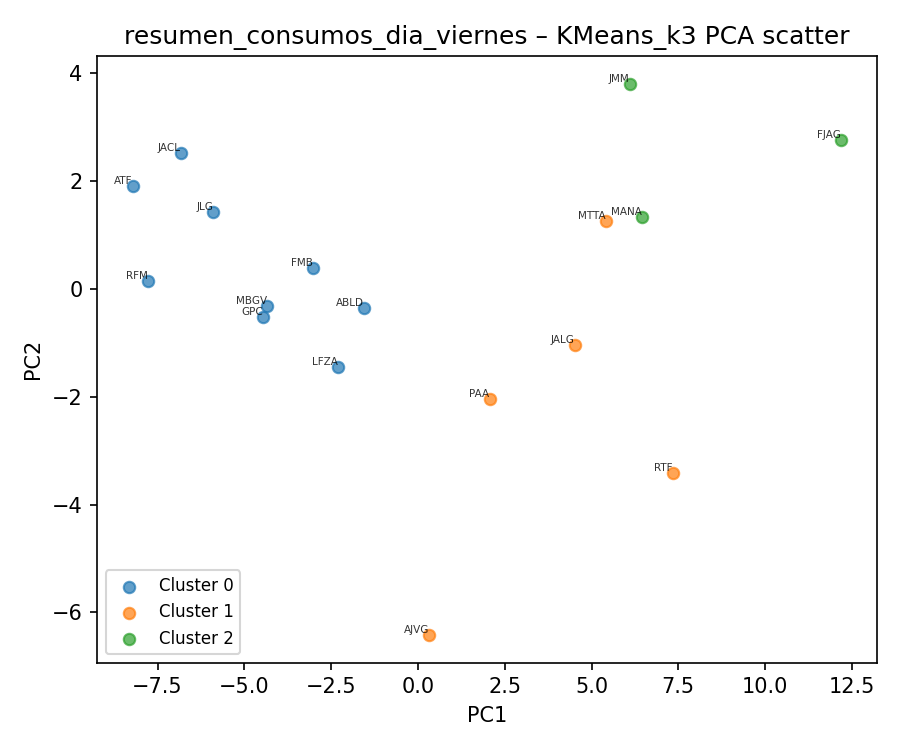 resumen_consumos_dia_viernes – KMeans_k3 PCA scatter
4
2
0
−2
−4
−6
PC2
JMM
FJAG
JACL
ATF
JLG
MTTA
MANA
RFM
FMB
MBGV
GPC
ABLD
LFZA
JALG
PAA
RTF
AJVG
Cluster 0
Cluster 1
Cluster 2
−7.5
−5.0
−2.5
0.0
2.5
5.0
7.5
10.0
12.5
PC1